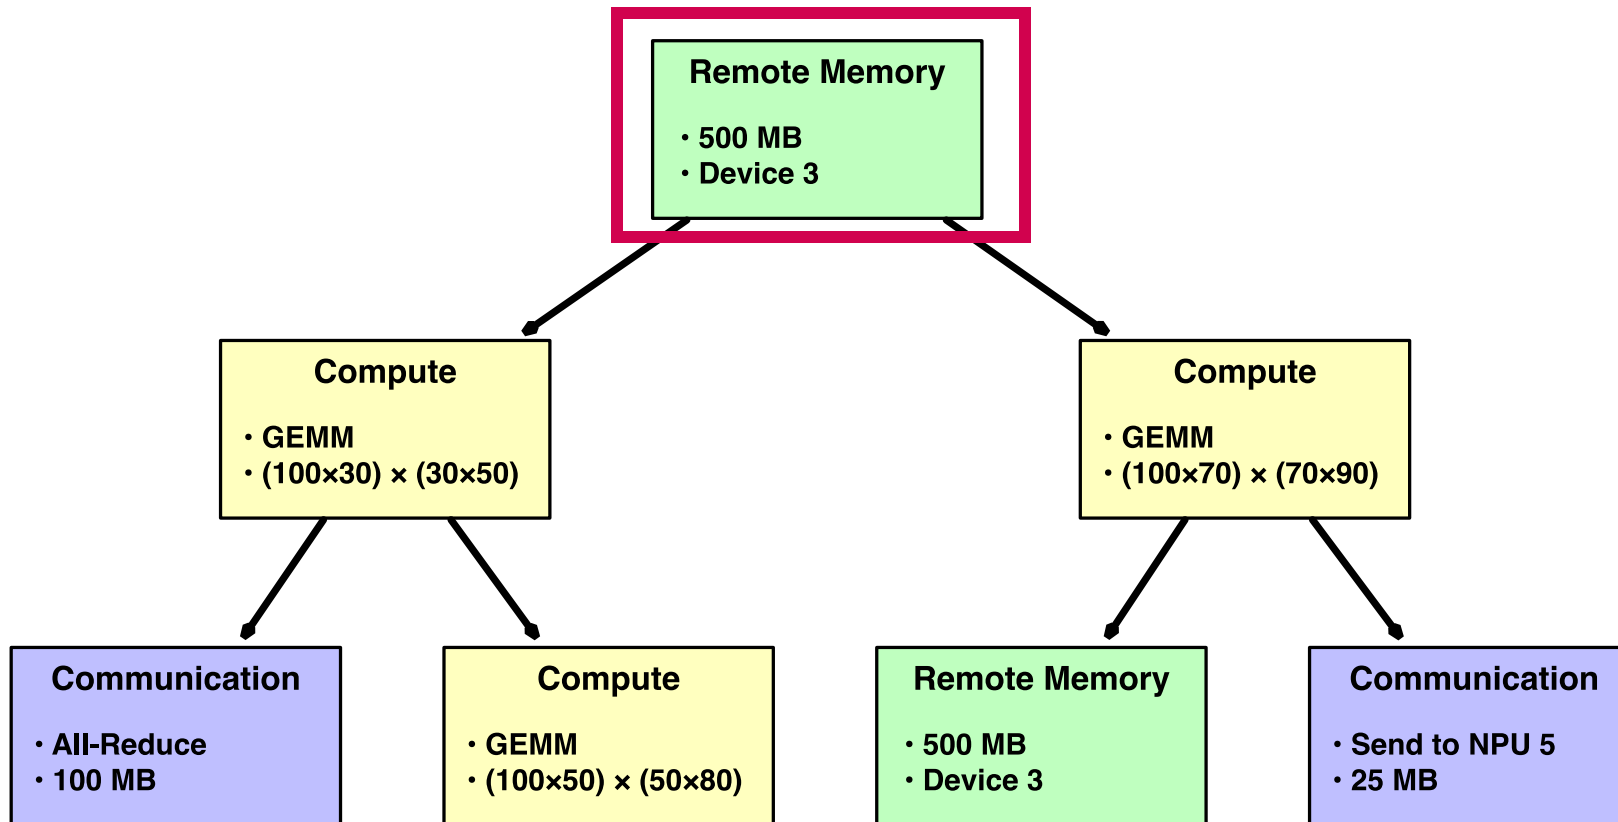 Remote Memory
· 500 MB
· Device 3
Compute
· GEMM
· (100×30) × (30×50)
Compute
· GEMM
· (100×70) × (70×90)
Communication
· All-Reduce
· 100 MB
Compute
· GEMM
· (100×50) × (50×80)
Remote Memory
· 500 MB
· Device 3
Communication
· Send to NPU 5
· 25 MB